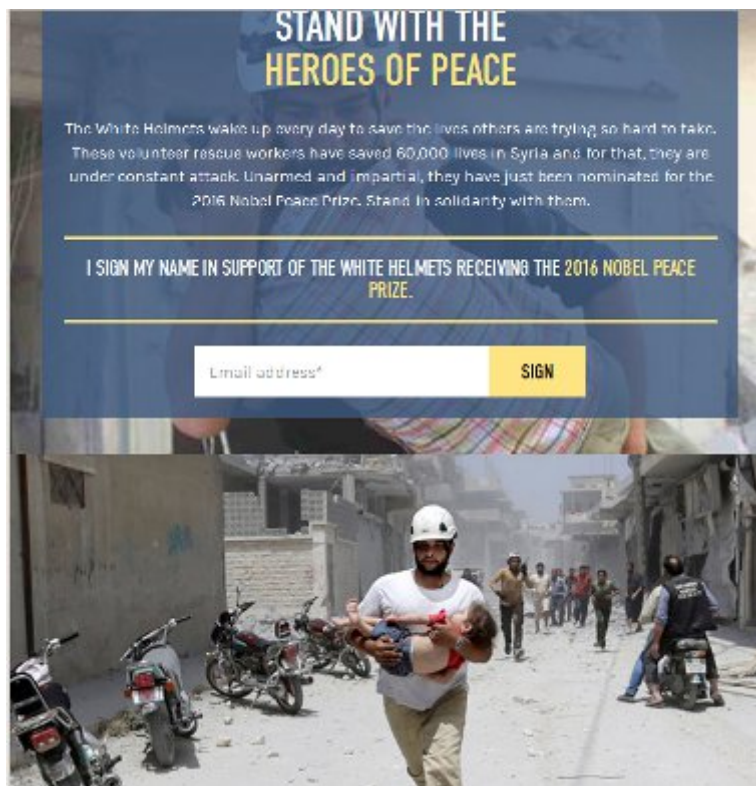 STAND WITH THE
HEROES OF PEACE
The White Helmets wake up every day to save the lives others are trying so hard to take.
These volunteer rescue workers have saved 60,000 lives in Syria and for that, they are
under constant attack. Unarmed and impartial, they have just been nominated for the
2016 Nobel Peace Prize. Stand in solidarity with them.
I SIGN MY NAME IN SUPPORT OF THE WHITE HELMETS RECEIVING THE 2016 NOBEL PEACE
PRIZE.
Email address*
SIGN